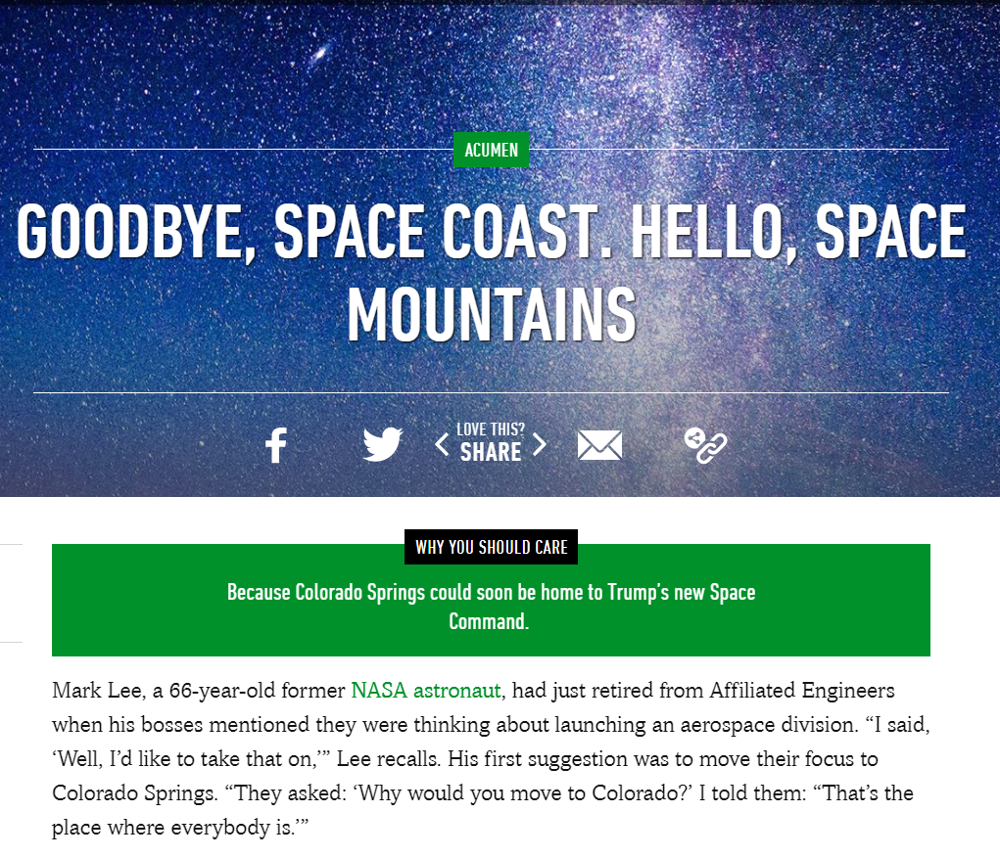 ACUMEN
GOODBYE, SPACE COAST. HELLO, SPACE
MOUNTAINS
LOVE THIS?
SHARE
WHY YOU SHOULD CARE
Because Colorado Springs could soon be home to Trump’s new Space
Command.
Mark Lee, a 66-year-old former NASA astronaut, had just retired from Affiliated Engineers
when his bosses mentioned they were thinking about launching an aerospace division. “I said,
‘Well, I’d like to take that on,’” Lee recalls. His first suggestion was to move their focus to
Colorado Springs. “They asked: ‘Why would you move to Colorado?’ I told them: “That’s the
place where everybody is.’”